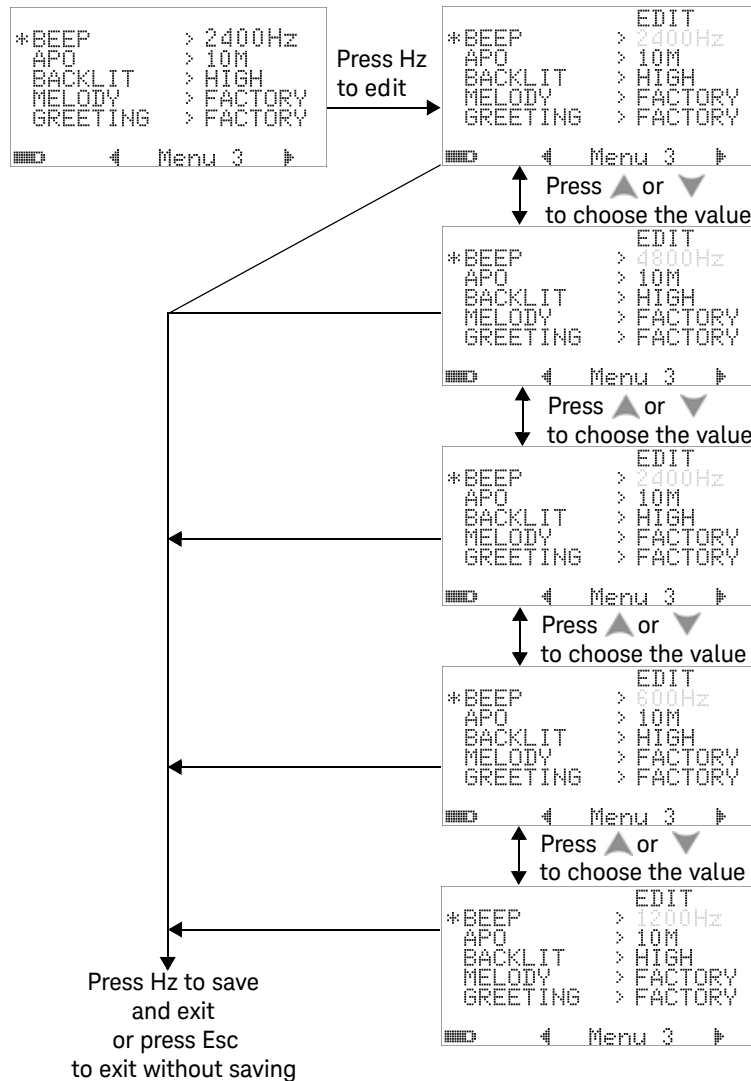 *BEEP > 2400Hz
APO > 10M
BACKLIT > HIGH
MELODY > FACTORY
GREETING > FACTORY
Menu 3
Press Hz
to edit
EDIT
*BEEP > 2400Hz
APO > 10M
BACKLIT > HIGH
MELODY > FACTORY
GREETING > FACTORY
Menu 3
Press or
to choose the value
EDIT
*BEEP > 4800Hz
APO > 10M
BACKLIT > HIGH
MELODY > FACTORY
GREETING > FACTORY
Menu 3
Press or
to choose the value
EDIT
*BEEP > 2400Hz
APO > 10M
BACKLIT > HIGH
MELODY > FACTORY
GREETING > FACTORY
Menu 3
Press or
to choose the value
EDIT
*BEEP > 600Hz
APO > 10M
BACKLIT > HIGH
MELODY > FACTORY
GREETING > FACTORY
Menu 3
Press or
to choose the value
EDIT
*BEEP > 1200Hz
APO > 10M
BACKLIT > HIGH
MELODY > FACTORY
GREETING > FACTORY
Menu 3
Press Hz to save
and exit
or press Esc
to exit without saving